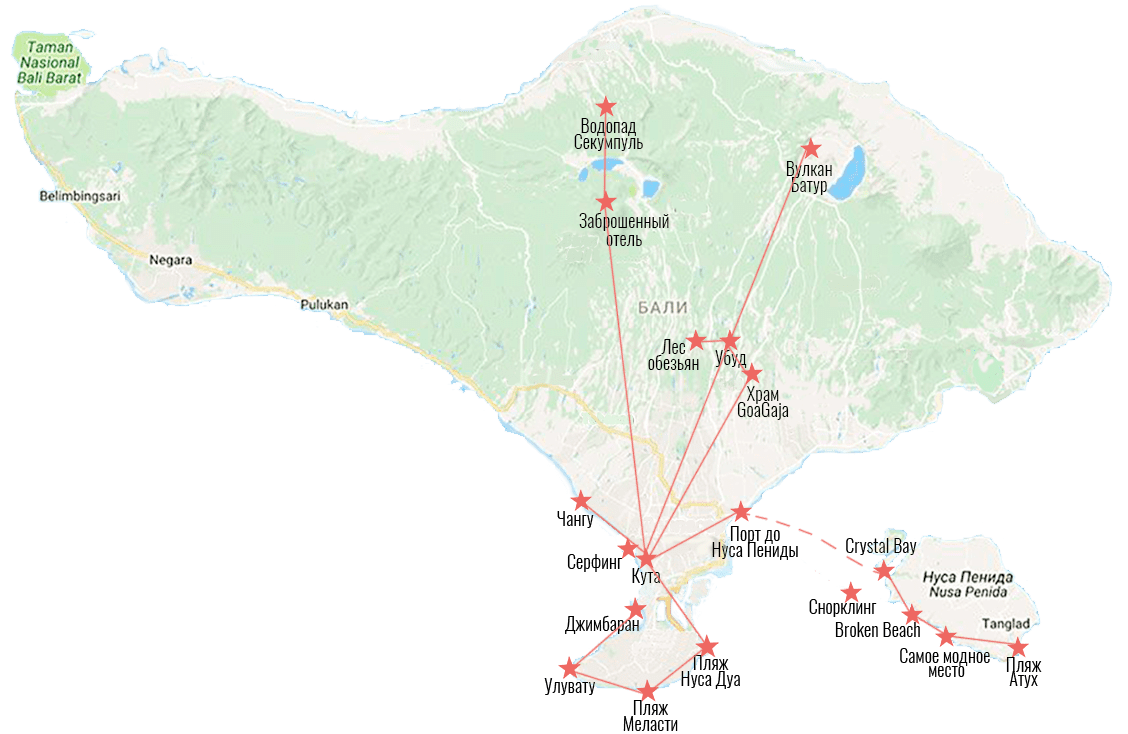 Taman
Nasional
Bali Barat
Водопад
Секумпуль
Вулкан
Батур
Belimbingsari
Заброшенный
отель
Negara
Pulukan
БАЛИ
Лес
обезьян
Убуд
Храм
GoaGaja
Чангу
Порт до
Нуса Пениды
Серфинг
Кута
Crystal Bay
Нуса Пенида
Nusa Penida
Снорклинг
Джимбаран
Broken Beach
Tanglad
Самое модное
место
Пляж
Атух
Пляж
Нуса Дуа
Улувату
Пляж
Меласти